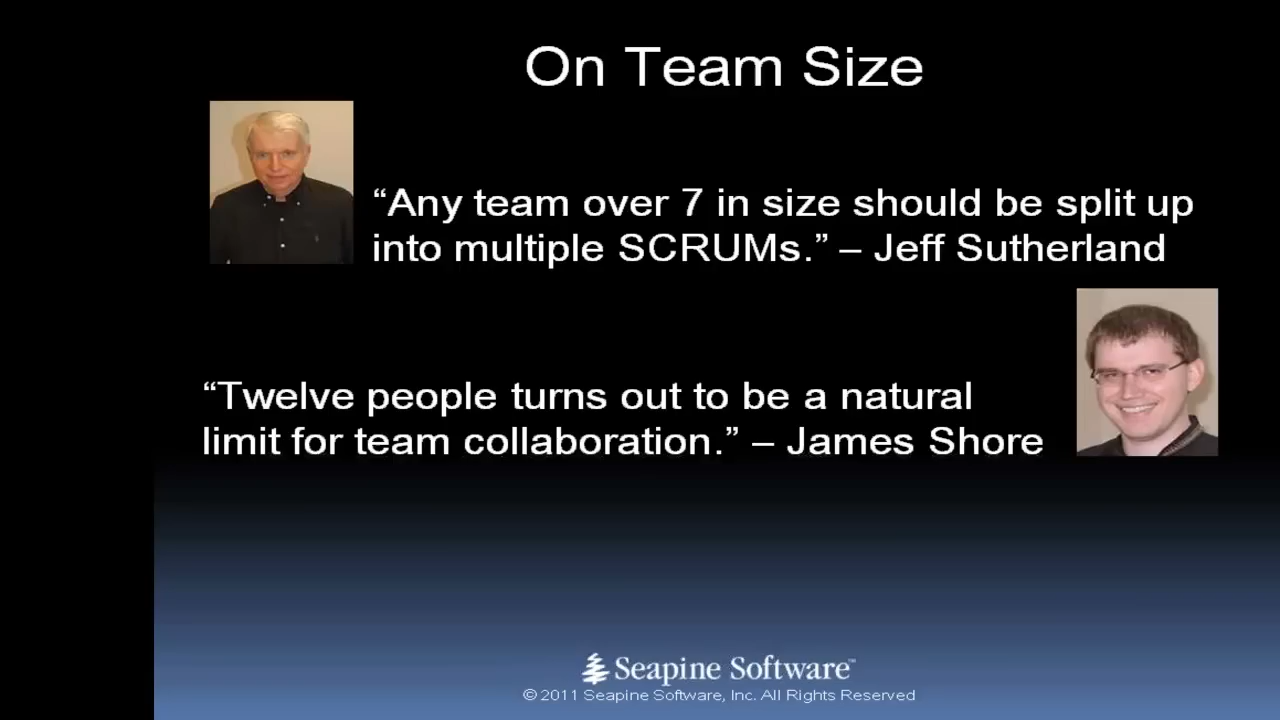 On Team Size
“Any team over 7 in size should be split up
into multiple SCRUMs.” – Jeff Sutherland
“Twelve people turns out to be a natural
limit for team collaboration.” – James Shore
Seapine Software™
© 2011 Seapine Software, Inc. All Rights Reserved